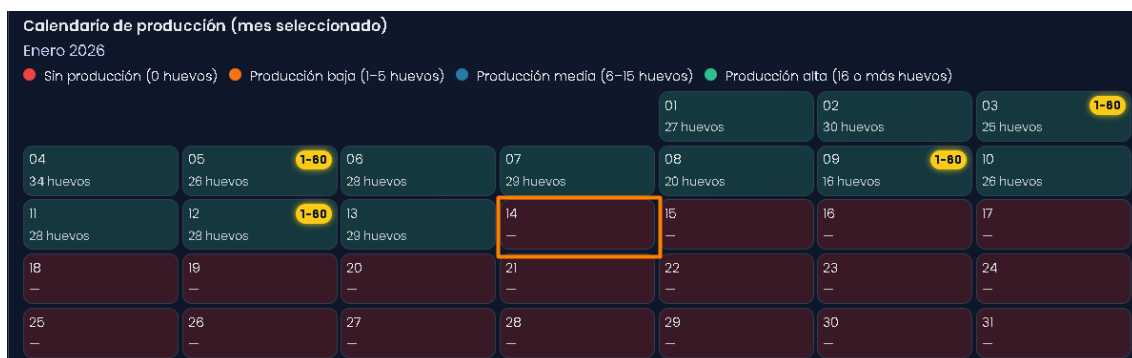 Calendario de producción (mes seleccionado)
Enero 2026
Sin producción (0 huevos) Producción baja (1-5 huevos) Producción media (6-15 huevos) Producción alta (16 o más huevos)
01 02 03 1-60
27 huevos 30 huevos 25 huevos
04 05 1-60 06 07 08 09 1-60 10
34 huevos 26 huevos 28 huevos 29 huevos 20 huevos 16 huevos 26 huevos
11 12 1-60 13 14 15 16 17
28 huevos 28 huevos 29 huevos — — — —
18 19 20 21 22 23 24
— — — — — — —
25 26 27 28 29 30 31
— — — — — — —